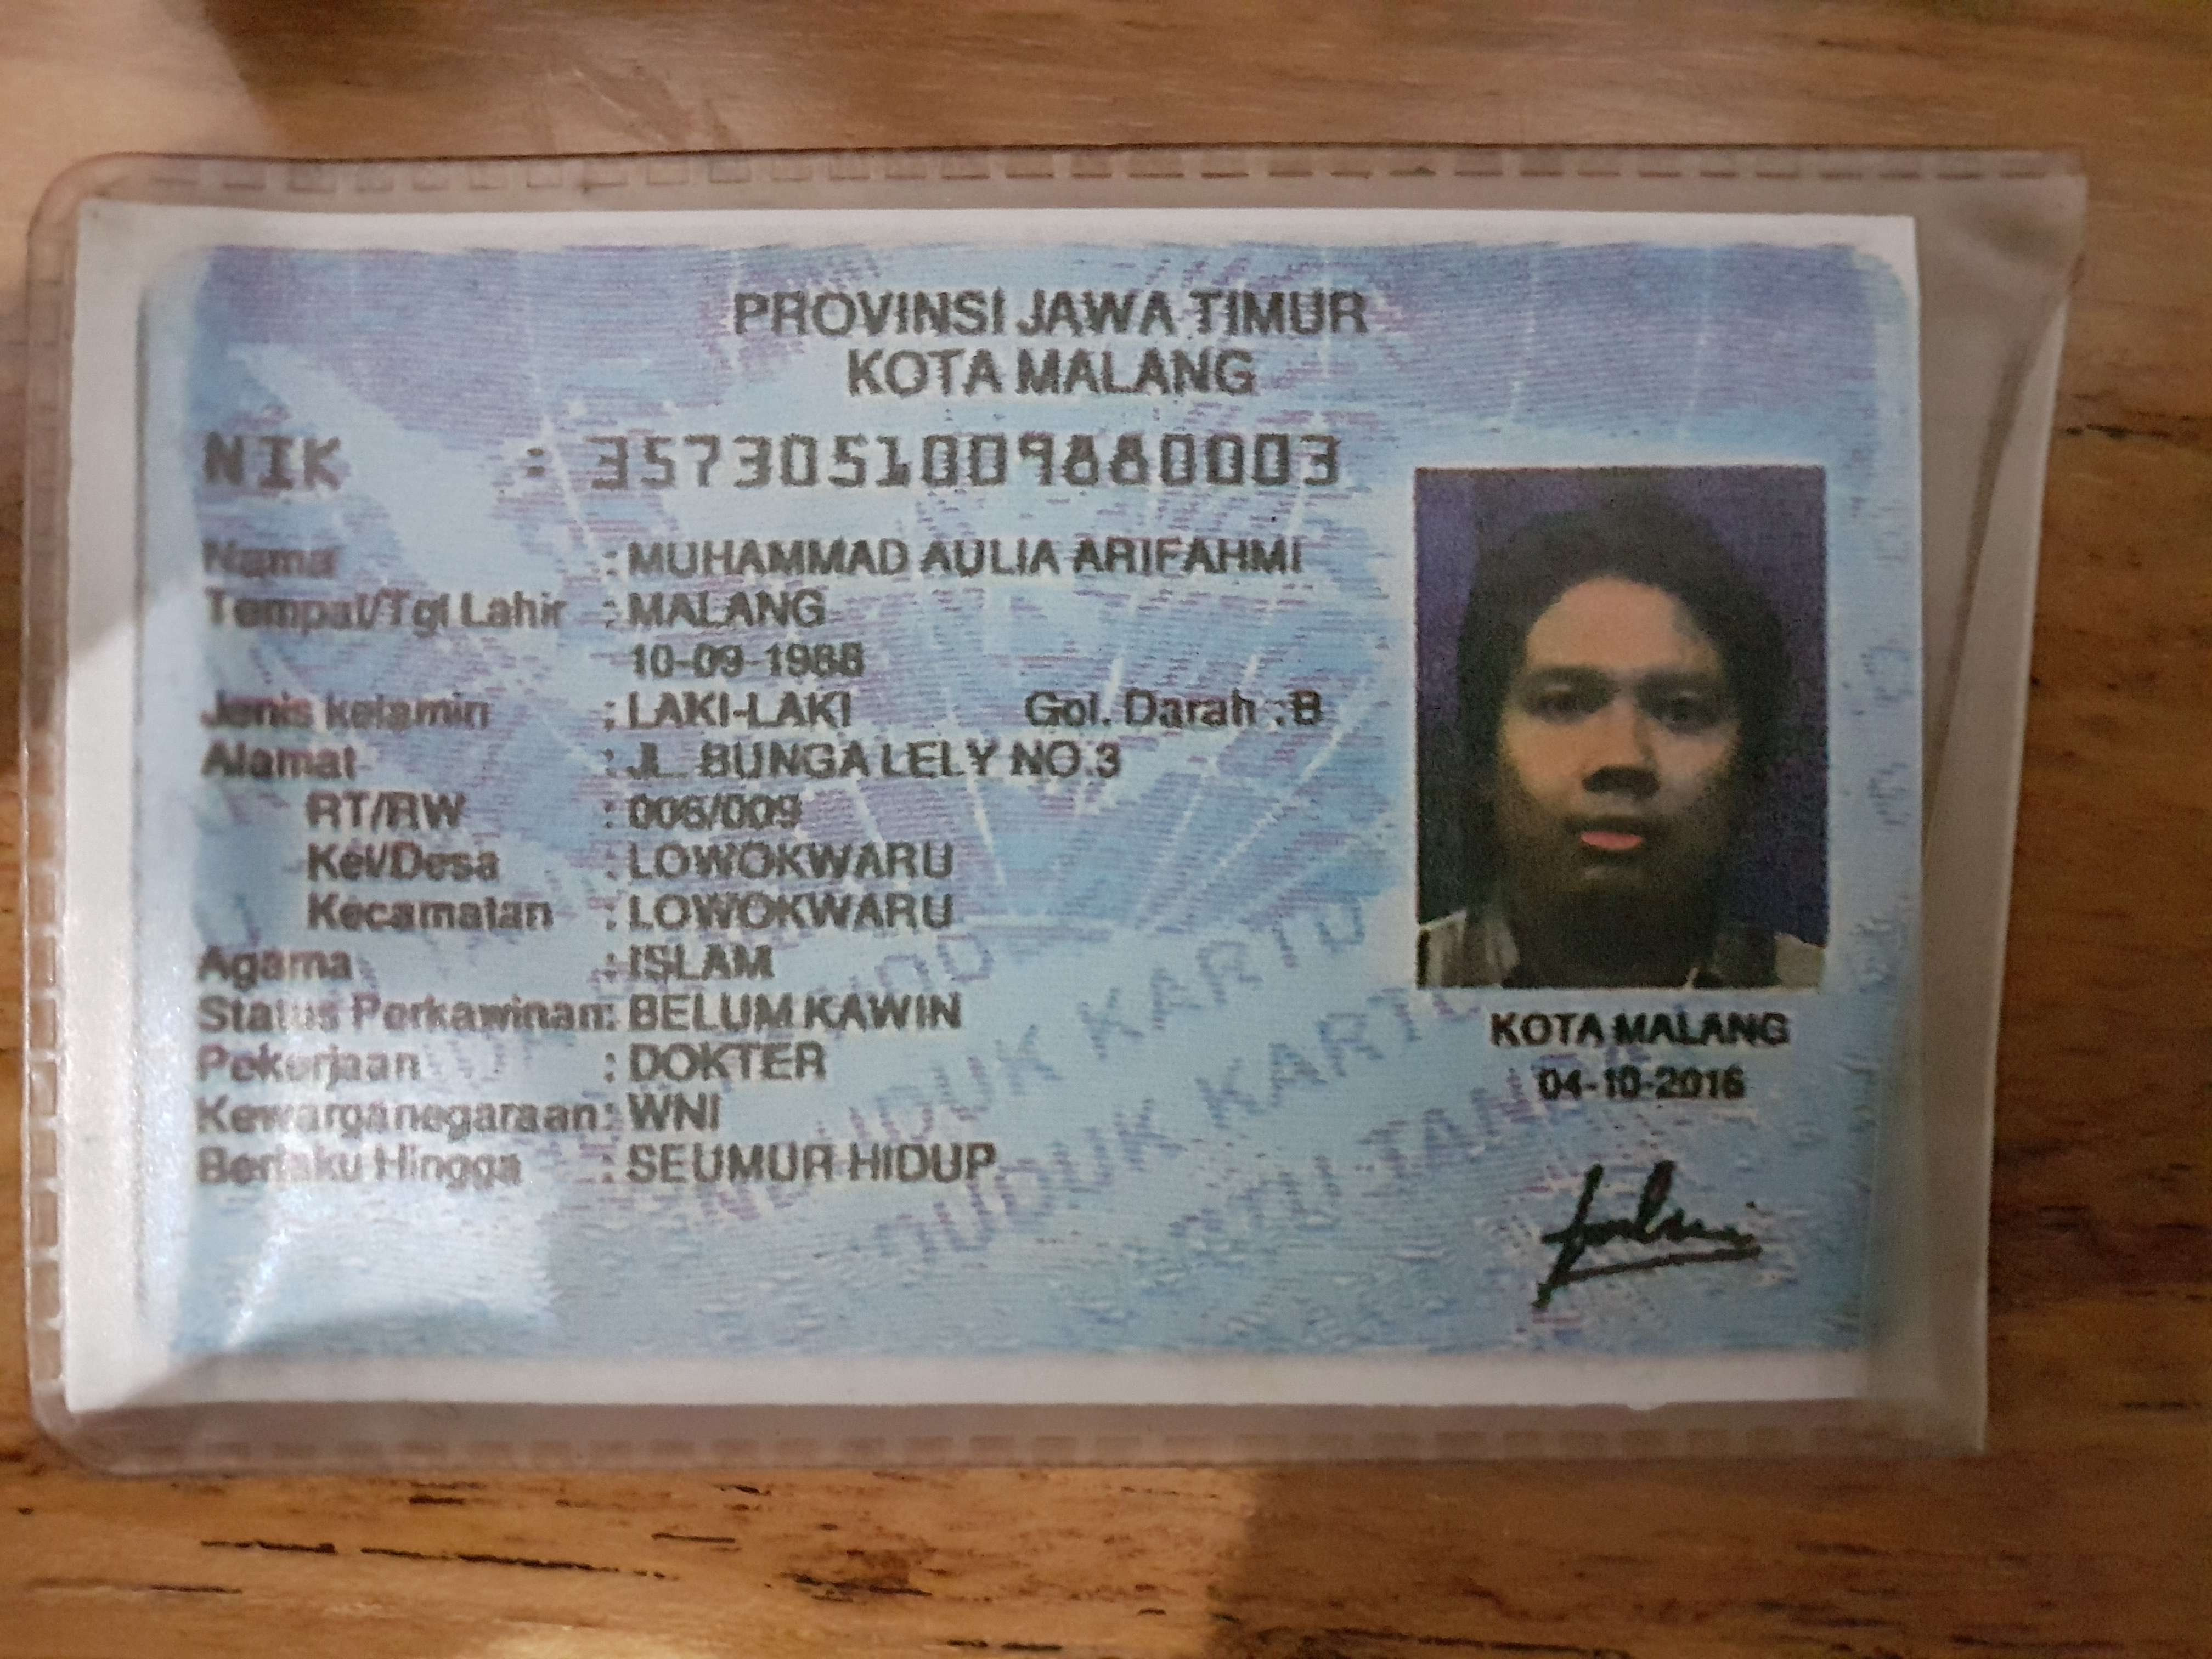 PROVINSI JAWA TIMUR
KOTA MALANG
NIK : 3573051009880003
Nama : MUHAMMAD AULIA ARIFAHMI
Tempat/Tgl Lahir : MALANG
10-09-1988
Jenis kelamin : LAKI-LAKI Gol. Darah : B
Alamat : JL. BUNGA LELY NO.3
RT/RW : 006/009
Kel/Desa : LOWOKWARU
Kecamatan : LOWOKWARU
Agama : ISLAM
Status Perkawinan: BELUM KAWIN
Pekerjaan : DOKTER
Kewarganegaraan: WNI
Berlaku Hingga : SEUMUR HIDUP
KOTA MALANG
04-10-2016